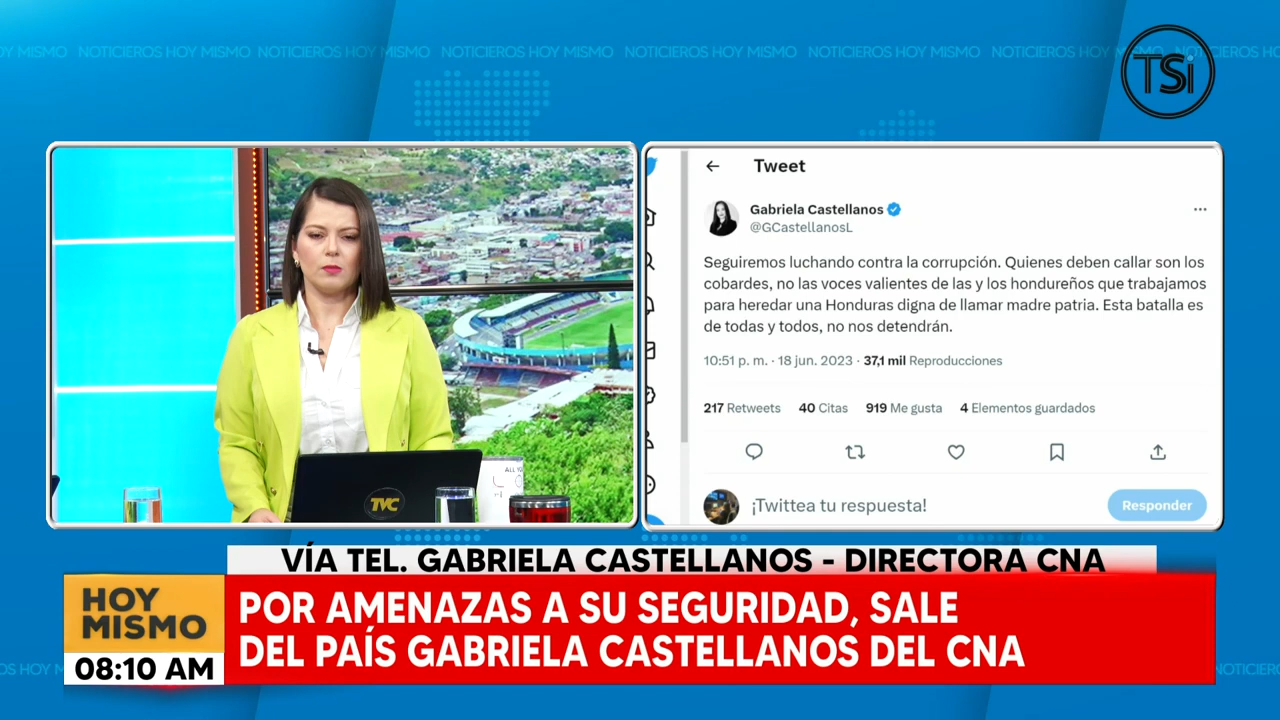 NOTICIEROS HOY MISMO NOTICIEROS HOY MISMO NOTICIEROS HOY MISMO NOTICIEROS HOY MISMO NOTICIEROS HOY MISMO
TSi
Tweet
Gabriela Castellanos
@GCastellanosL
Seguiremos luchando contra la corrupción. Quienes deben callar son los
cobardes, no las voces valientes de las y los hondureños que trabajamos
para heredar una Honduras digna de llamar madre patria. Esta batalla es
de todas y todos, no nos detendrán.
10:51 p. m. · 18 jun. 2023 · 37,1 mil Reproducciones
217 Retweets 40 Citas 919 Me gusta 4 Elementos guardados
¡Twittea tu respuesta!
Responder
ALL
TVC
VÍA TEL. GABRIELA CASTELLANOS - DIRECTORA CNA
HOY
MISMO
08:10 AM
POR AMENAZAS A SU SEGURIDAD, SALE
DEL PAÍS GABRIELA CASTELLANOS DEL CNA